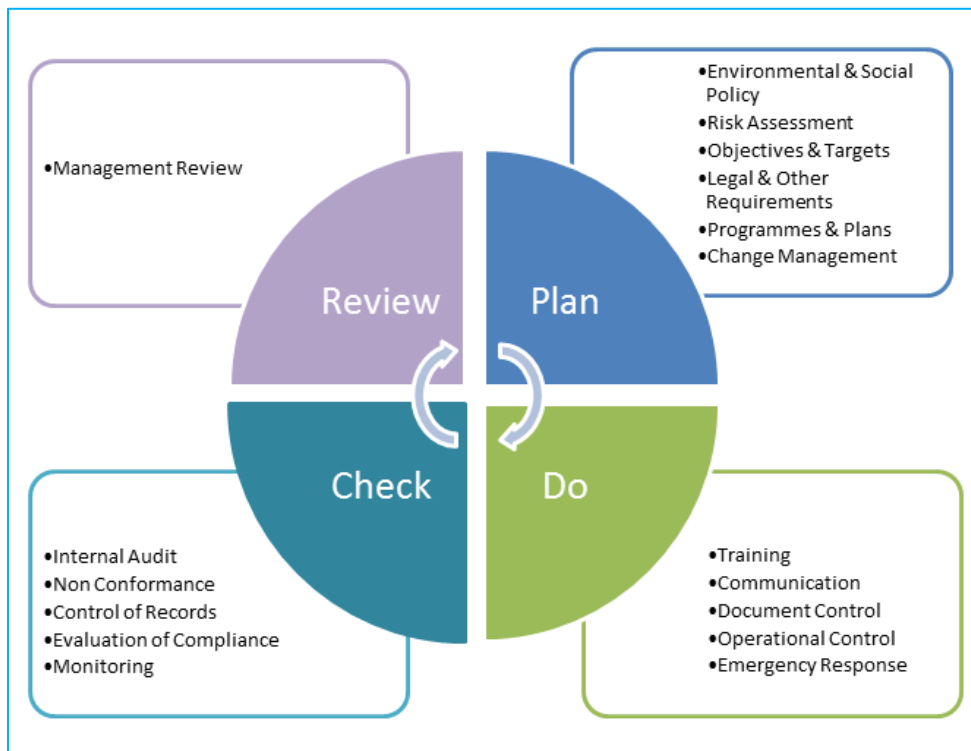 •Management Review
•Environmental & Social
Policy
•Risk Assessment
•Objectives & Targets
•Legal & Other
Requirements
•Programmes & Plans
•Change Management
Review
Plan
Check
Do
•Internal Audit
•Non Conformance
•Control of Records
•Evaluation of Compliance
•Monitoring
•Training
•Communication
•Document Control
•Operational Control
•Emergency Response